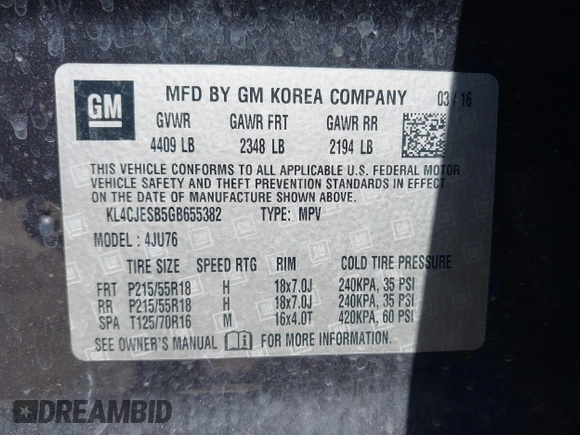 GM
MFD BY GM KOREA COMPANY 03/16
GVWR GAWR FRT GAWR RR
4409 LB 2348 LB 2194 LB
THIS VEHICLE CONFORMS TO ALL APPLICABLE U.S. FEDERAL MOTOR
VEHICLE SAFETY AND THEFT PREVENTION STANDARDS IN EFFECT
ON THE DATE OF MANUFACTURE SHOWN ABOVE.
KL4CJESB5GB655382 TYPE: MPV
MODEL: 4JU76
TIRE SIZE SPEED RTG RIM COLD TIRE PRESSURE
FRT P215/55R18 H 18x7.0J 240KPA, 35 PSI
RR P215/55R18 H 18x7.0J 240KPA, 35 PSI
SPA T125/70R16 M 16x4.0T 420KPA, 60 PSI
SEE OWNER'S MANUAL FOR MORE INFORMATION.
DREAMBID